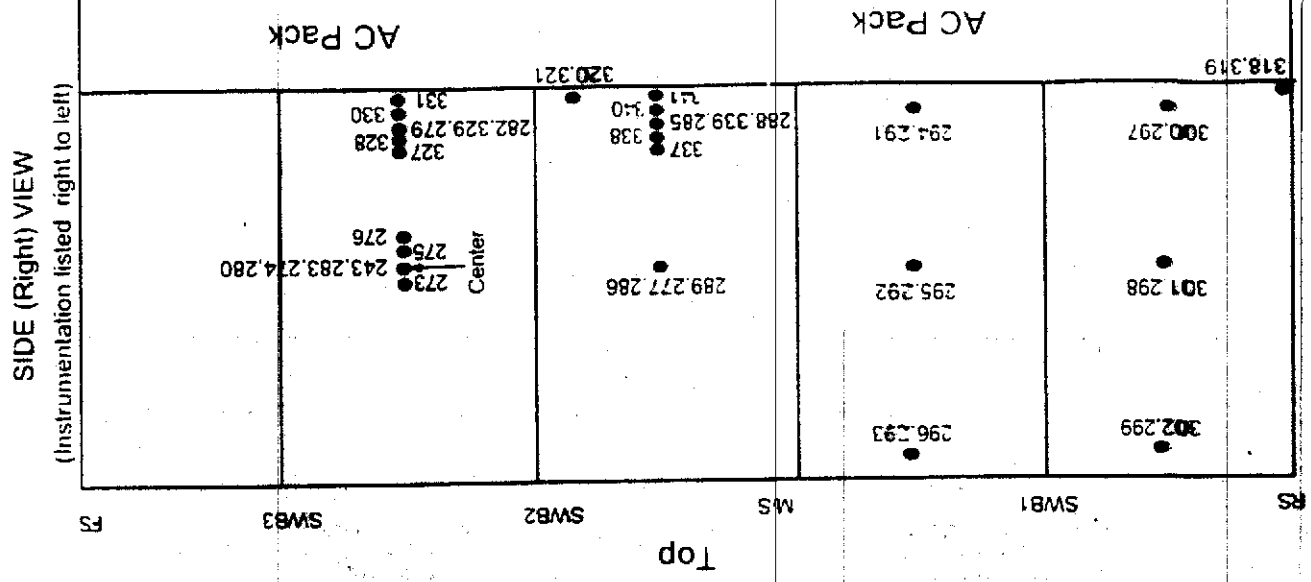 SIDE (Right) VIEW
(Instrumentation listed right to left)
Top
RS
SWB1
MS
SWB2
SWB3
FS
302.299
296.293
301.298
295.292
289.277.286
Center
273
243.283.274,280
275
276
300.297
294.291
337
338
288.339.285
340
327
328
282.329.279
330
331
318.319
320.321
AC Pack
AC Pack